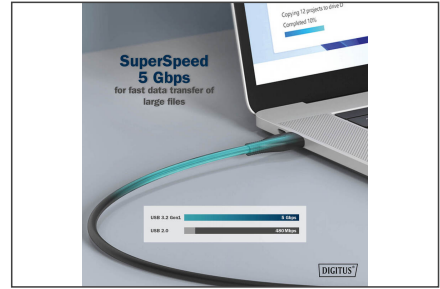 Copying 12 projects to drive D
Completed 10%
SuperSpeed
5 Gbps
for fast data transfer of
large files
USB 3.2 Gen1
5 Gbps
USB 2.0
480Mbps
DIGITUS®